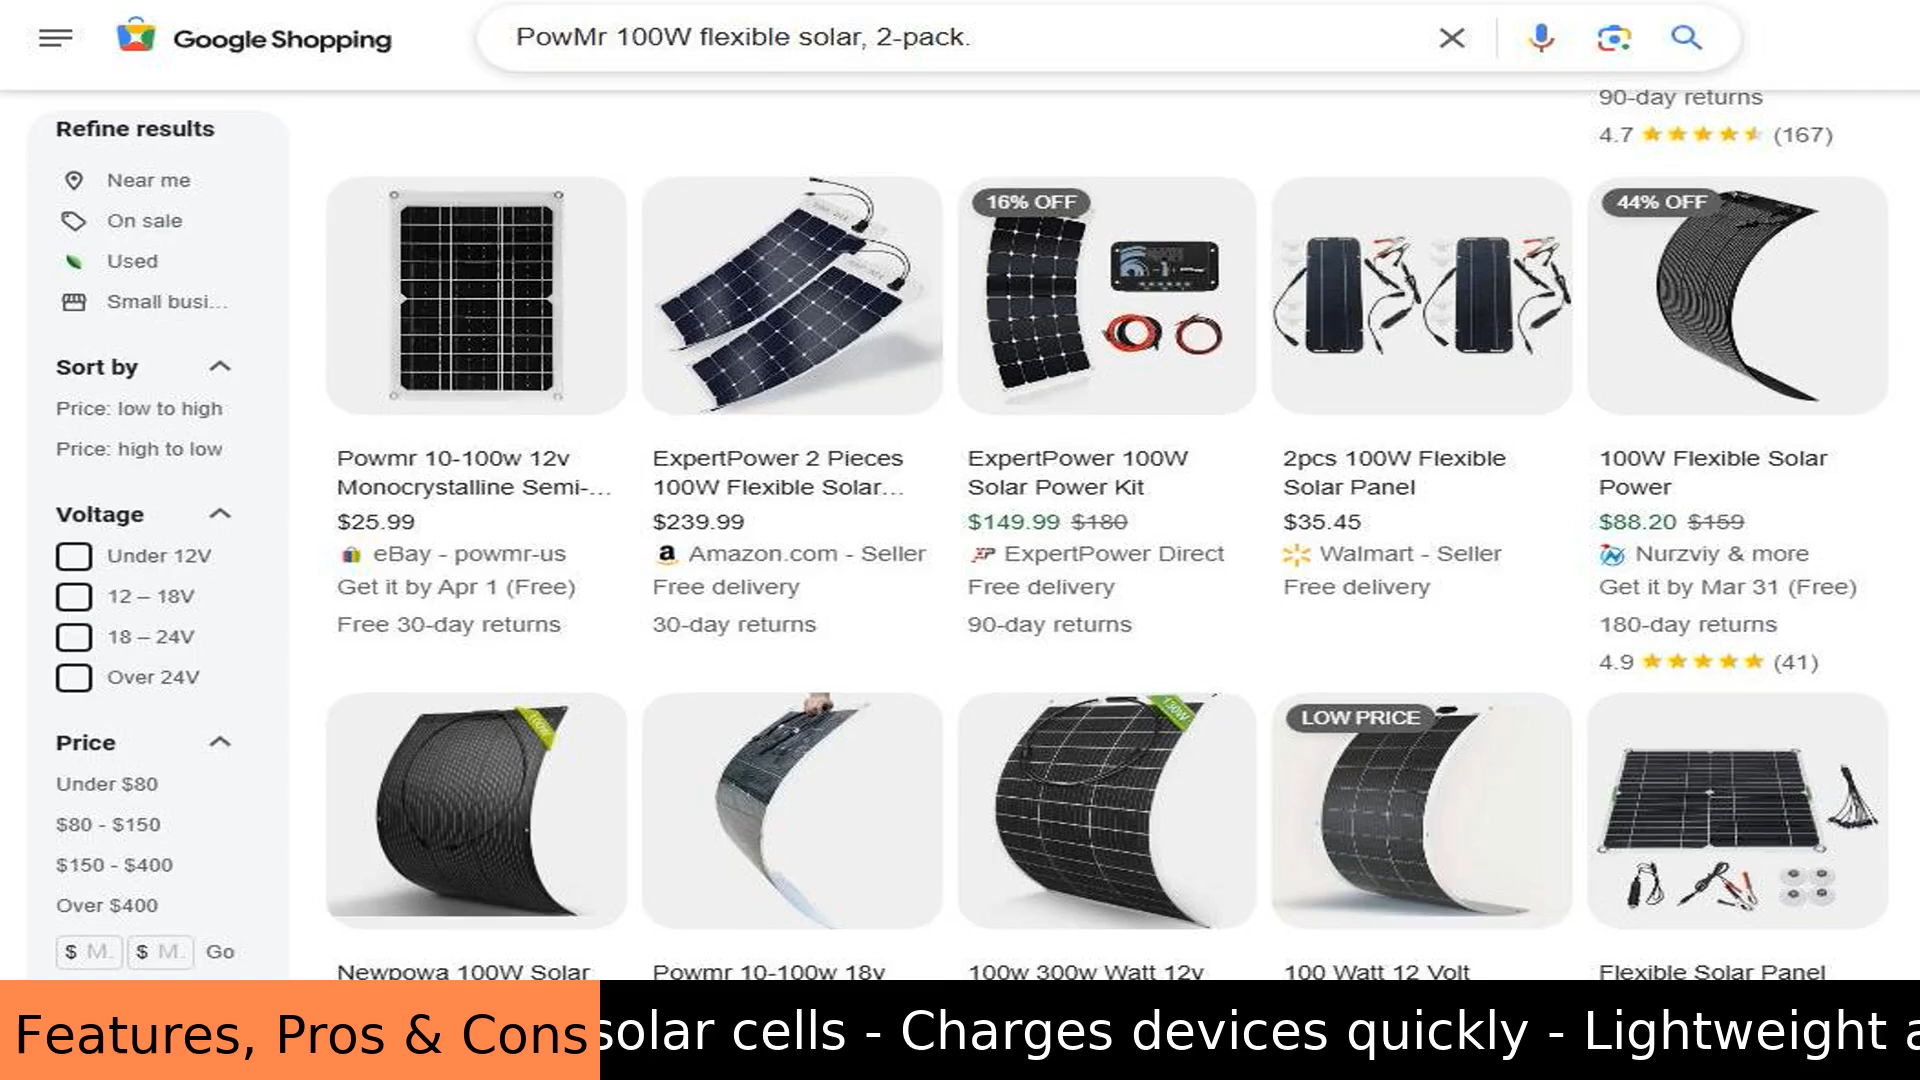 Google Shopping
PowMr 100W flexible solar, 2-pack.
90-day returns
4.7 (167)
Refine results
Near me
On sale
Used
Small busi...
Sort by
Price: low to high
Price: high to low
Voltage
Under 12V
12 – 18V
18 – 24V
Over 24V
Price
Under $80
$80 - $150
$150 - $400
Over $400
$ M. $ M. Go
Powmr 10-100w 12v
Monocrystalline Semi-...
$25.99
eBay - powmr-us
Get it by Apr 1 (Free)
Free 30-day returns
ExpertPower 2 Pieces
100W Flexible Solar...
$239.99
Amazon.com - Seller
Free delivery
30-day returns
16% OFF
ExpertPower 100W
Solar Power Kit
$149.99 $180
ExpertPower Direct
Free delivery
90-day returns
2pcs 100W Flexible
Solar Panel
$35.45
Walmart - Seller
Free delivery
44% OFF
100W Flexible Solar
Power
$88.20 $159
Nurzviy & more
Get it by Mar 31 (Free)
180-day returns
4.9 (41)
100W
Newpowa 100W Solar
Powmr 10-100w 18v
130W
100w 300w Watt 12v
LOW PRICE
100 Watt 12 Volt
Flexible Solar Panel
Features, Pros & Cons
solar cells - Charges devices quickly - Lightweight a